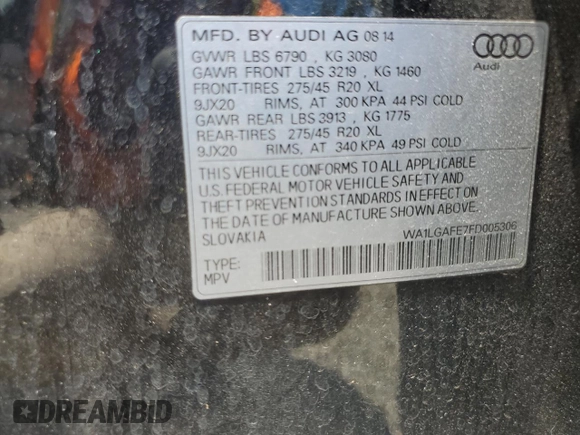 MFD. BY AUDI AG 08 14
GVWR LBS 6790 , KG 3080
GAWR FRONT LBS 3219 , KG 1460
FRONT-TIRES 275/45 R20 XL
9JX20 RIMS, AT 300 KPA 44 PSI COLD
GAWR REAR LBS 3913 , KG 1775
REAR-TIRES 275/45 R20 XL
9JX20 RIMS, AT 340 KPA 49 PSI COLD
Audi
THIS VEHICLE CONFORMS TO ALL APPLICABLE
U.S. FEDERAL MOTOR VEHICLE SAFETY AND
THEFT PREVENTION STANDARDS IN EFFECT ON
THE DATE OF MANUFACTURE SHOWN ABOVE.
SLOVAKIA WA1LGAFE7FD005306
TYPE:
MPV
DREAMBID